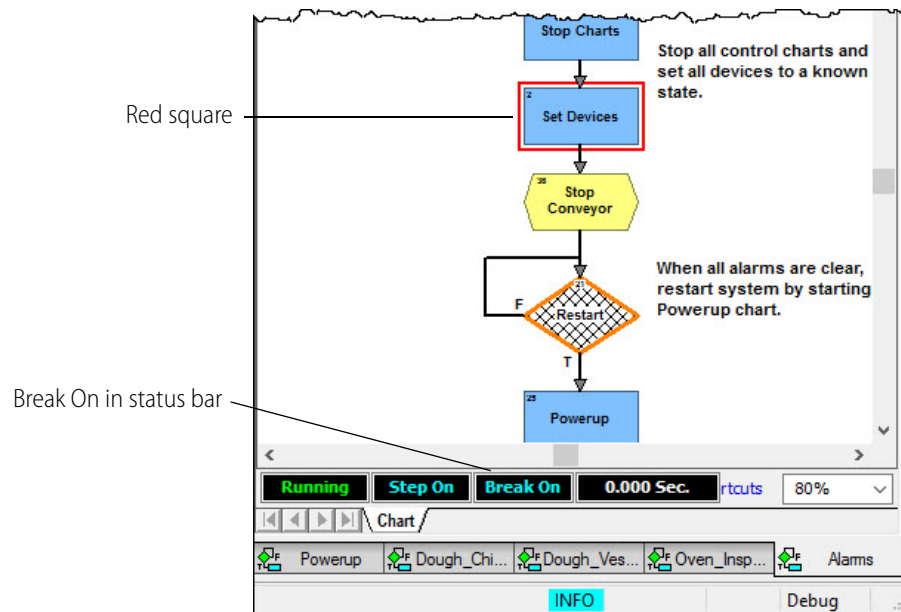 Stop Charts
Stop all control charts and
set all devices to a known
state.
Red square
2
Set Devices
36
Stop
Conveyor
When all alarms are clear,
restart system by starting
Powerup chart.
21
F
Restart
T
Break On in status bar
25
Powerup
Running
Step On
Break On
0.000 Sec.
rtcuts
80%
Chart
Powerup
Dough_Chi...
Dough_Ves...
Oven_Insp...
Alarms
INFO
Debug